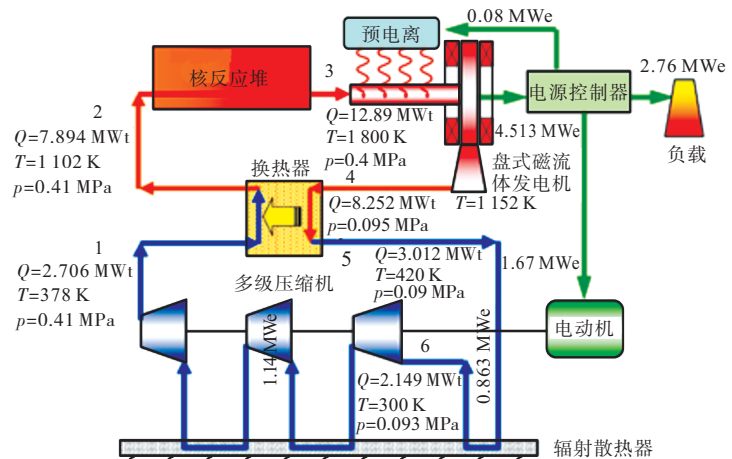 0.08 MWe
预电离
核反应堆
3
2.76 MWe
电源控制器
2
Q=7.894 MWt
T=1 102 K
p=0.41 MPa
Q=12.89 MWt
T=1 800 K
p=0.4 MPa
4.513 MWe
负载
换热器
盘式磁流
体发电机
4
T=1 152 K
Q=8.252 MWt
p=0.095 MPa
1
Q=2.706 MWt
T=378 K
p=0.41 MPa
5
Q=3.012 MWt
T=420 K
p=0.09 MPa
1.67 MWe
多级压缩机
电动机
1.14 MWe
6
0.863 MWe
Q=2.149 MWt
T=300 K
p=0.093 MPa
辐射散热器